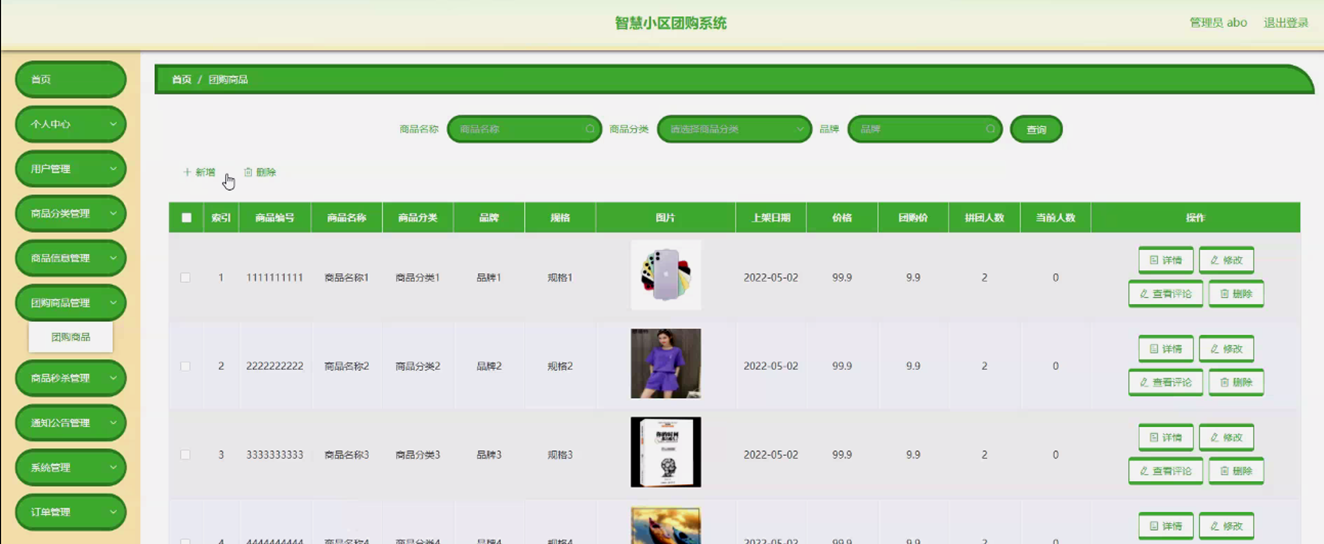 智慧小区团购系统
管理员 abo 退出登录
首页
个人中心
用户管理
商品分类管理
商品信息管理
团购商品管理
团购商品
商品秒杀管理
通知公告管理
系统管理
订单管理
首页 / 团购商品
商品名称 商品名称 商品分类 请选择商品分类 品牌 品牌 查询
新增 删除
索引 商品编号 商品名称 商品分类 品牌 规格 图片 上架日期 价格 团购价 拼团人数 当前人数 操作
1 1111111111 商品名称1 商品分类1 品牌1 规格1 2022-05-02 99.9 9.9 2 0 详情 修改
查看评论 删除
2 2222222222 商品名称2 商品分类2 品牌2 规格2 2022-05-02 99.9 9.9 2 0 详情 修改
查看评论 删除
3 3333333333 商品名称3 商品分类3 品牌3 规格3 2022-05-02 99.9 9.9 2 0 详情 修改
查看评论 删除
4 4444444444 商品名称4 商品分类4 品牌4 规格4 2022-05-02 99.9 9.9 2 0 详情 修改